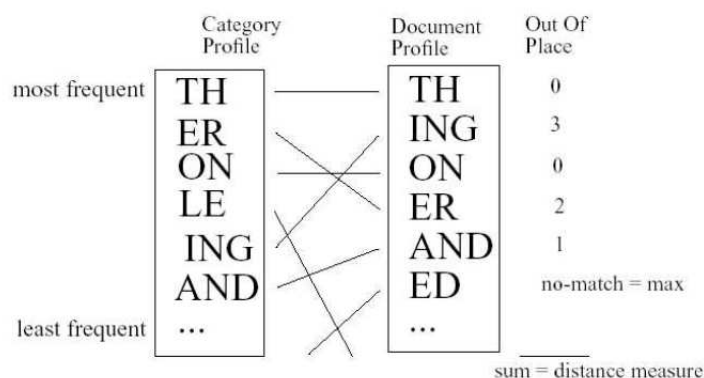 Category Profile
Document Profile
Out Of Place
most frequent
TH
TH
0
ER
ING
3
ON
ON
0
LE
ER
2
ING
AND
1
AND
ED
no-match = max
least frequent
...
...
sum = distance measure